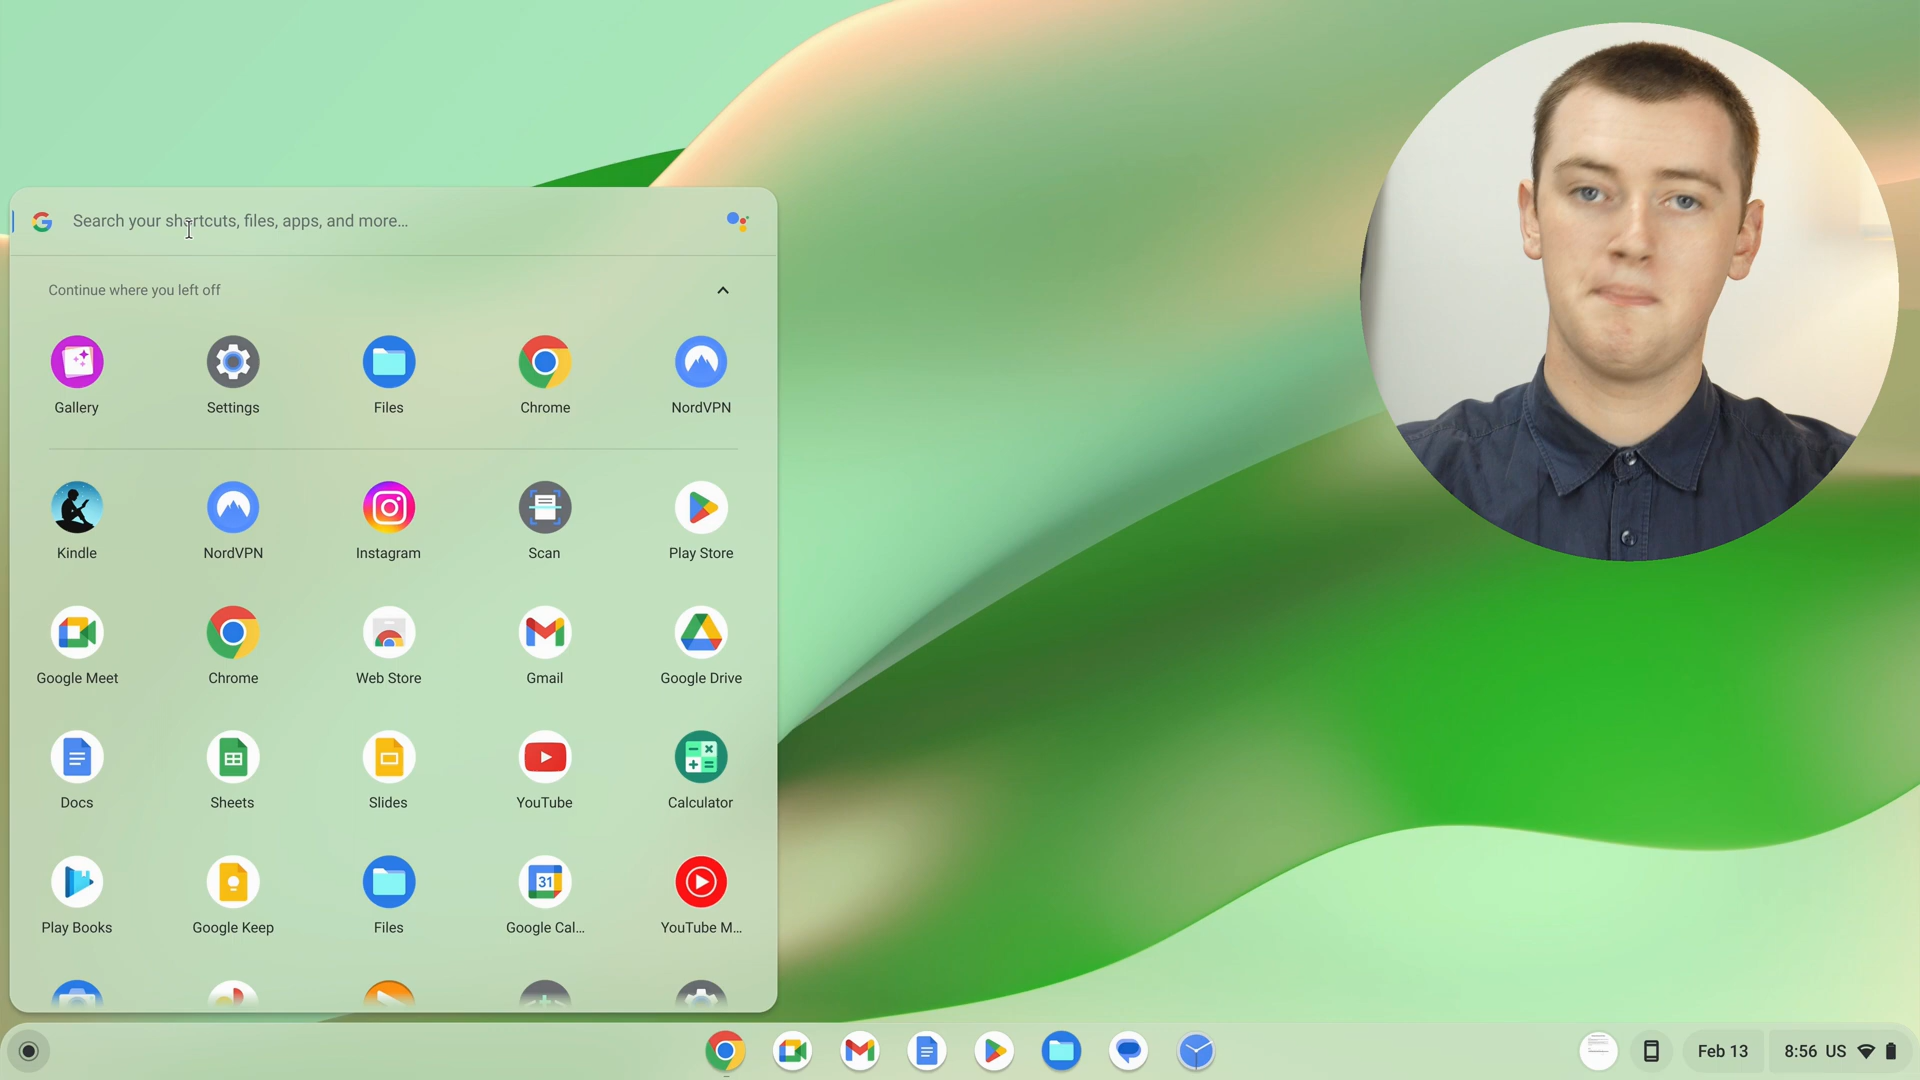 Search your shortcuts, files, apps, and more...
Continue where you left off
Gallery
Settings
Files
Chrome
NordVPN
Kindle
NordVPN
Instagram
Scan
Play Store
Google Meet
Chrome
Web Store
Gmail
Google Drive
Docs
Sheets
Slides
YouTube
Calculator
31
Play Books
Google Keep
Files
Google Cal...
YouTube M...
Feb 13
8:56 US